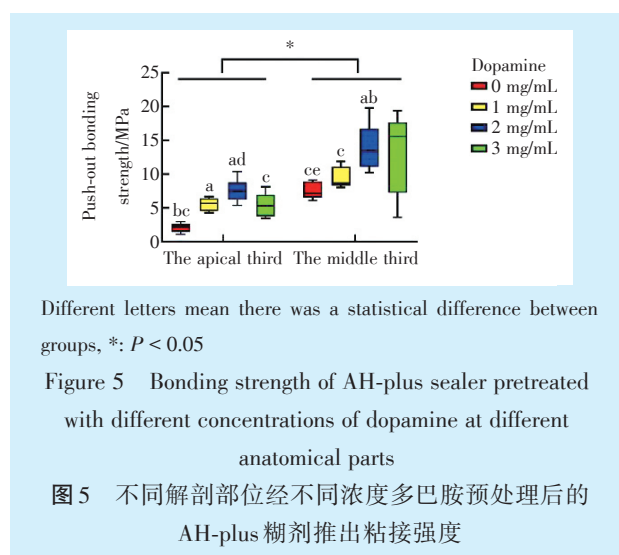 *
Dopamine
0 mg/mL
1 mg/mL
2 mg/mL
3 mg/mL
Push-out bonding
strength/MPa
25
20
15
10
5
0
bc
a
ad
c
ce
c
ab
The apical third
The middle third
Different letters mean there was a statistical difference between
groups, *: P < 0.05
Figure 5 Bonding strength of AH-plus sealer pretreated
with different concentrations of dopamine at different
anatomical parts
图5 不同解剖部位经不同浓度多巴胺预处理后的
AH-plus糊剂推出粘接强度